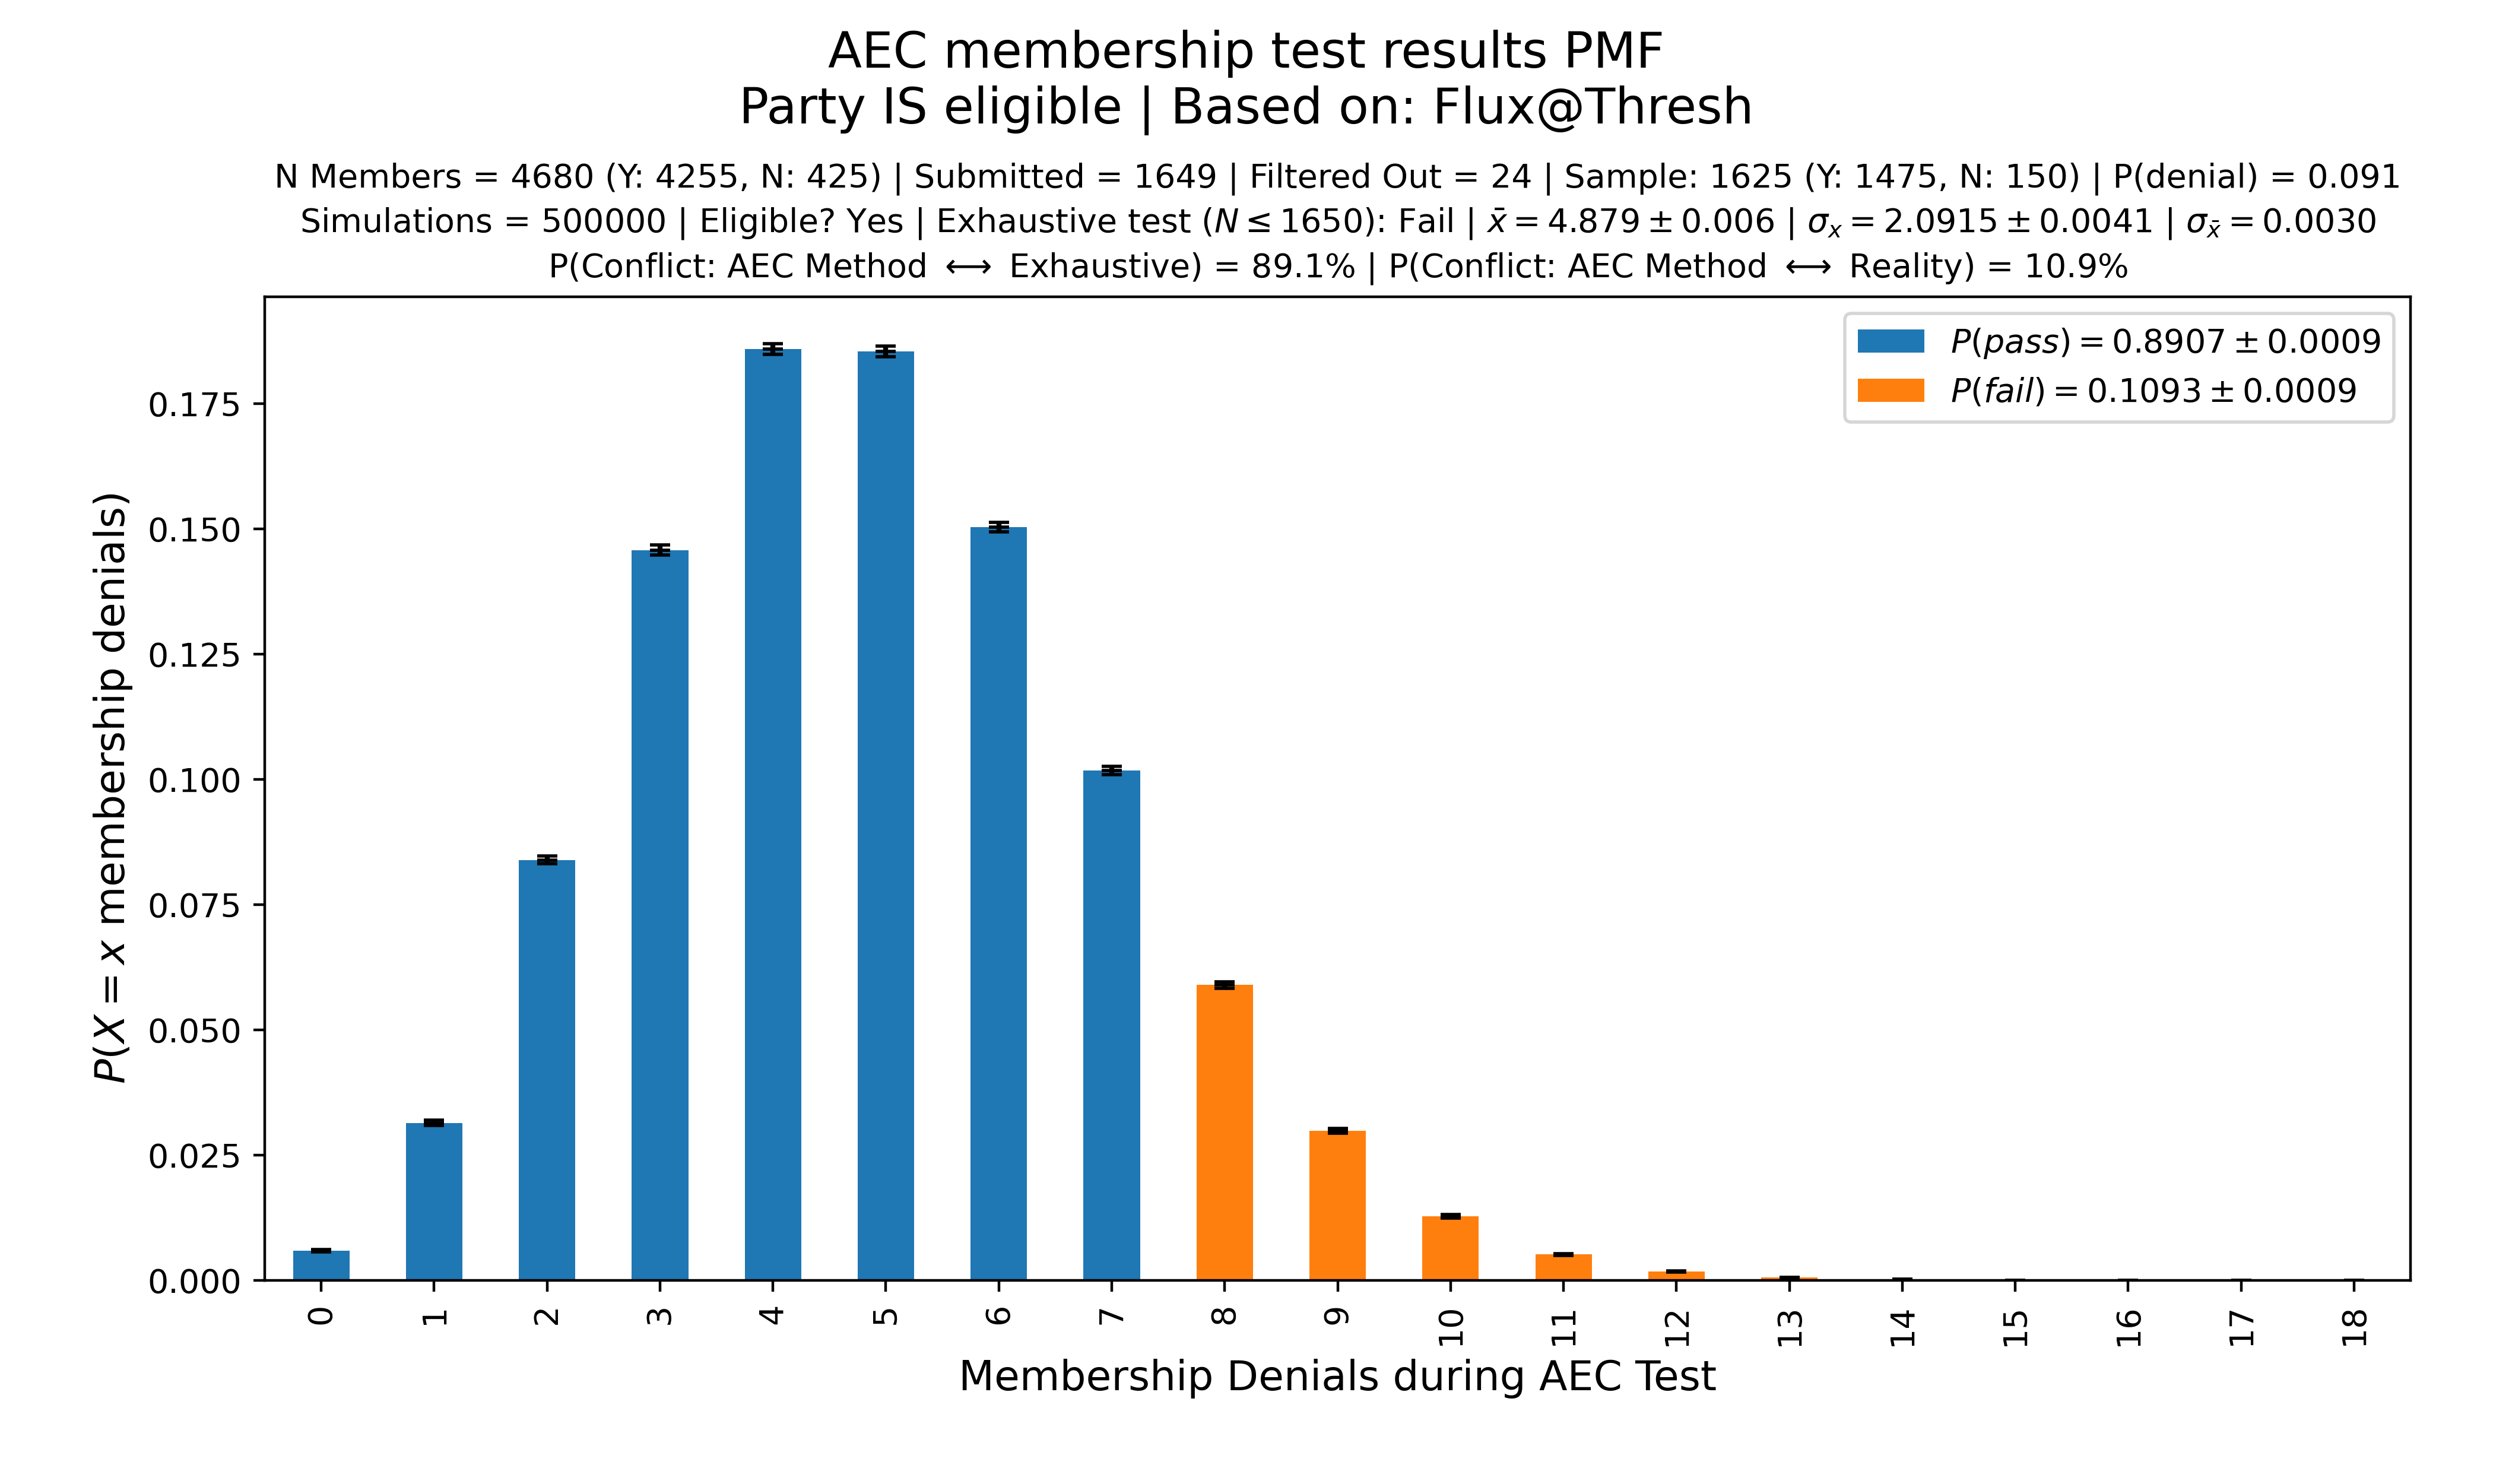 AEC membership test results PMF
Party IS eligible | Based on: Flux@Thresh
N Members = 4680 (Y: 4255, N: 425) | Submitted = 1649 | Filtered Out = 24 | Sample: 1625 (Y: 1475, N: 150) | P(denial) = 0.091
Simulations = 500000 | Eligible? Yes | Exhaustive test (N ≤ 1650): Fail | x̄ = 4.879 ± 0.006 | σₓ = 2.0915 ± 0.0041 | σ_x̄ = 0.0030
P(Conflict: AEC Method ⟷ Exhaustive) = 89.1% | P(Conflict: AEC Method ⟷ Reality) = 10.9%
P(pass) = 0.8907 ± 0.0009
P(fail) = 0.1093 ± 0.0009
P(X = x membership denials)
0.175
0.150
0.125
0.100
0.075
0.050
0.025
0.000
0 1 2 3 4 5 6 7 8 9 10 11 12 13 14 15 16 17 18
Membership Denials during AEC Test